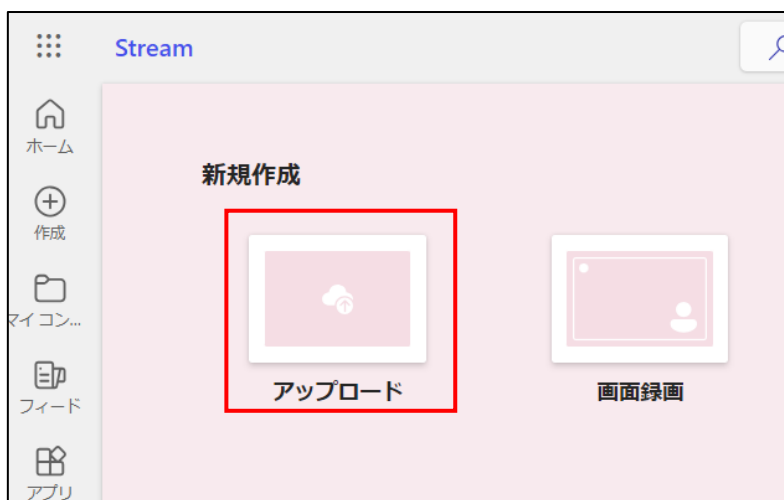 Stream
ホーム
作成
マイ コン...
フィード
アプリ
新規作成
アップロード
画面録画